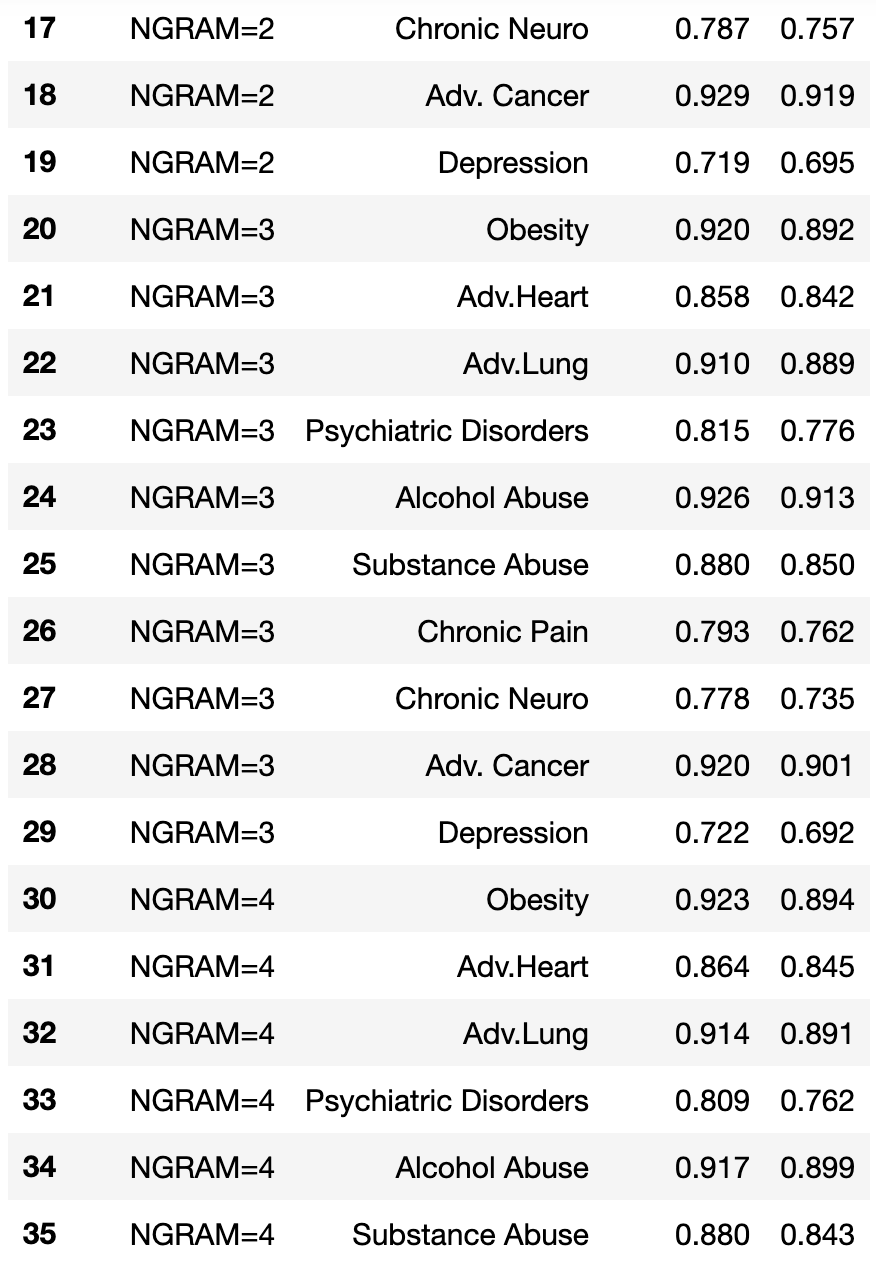 17 NGRAM=2 Chronic Neuro 0.787 0.757
18 NGRAM=2 Adv. Cancer 0.929 0.919
19 NGRAM=2 Depression 0.719 0.695
20 NGRAM=3 Obesity 0.920 0.892
21 NGRAM=3 Adv.Heart 0.858 0.842
22 NGRAM=3 Adv.Lung 0.910 0.889
23 NGRAM=3 Psychiatric Disorders 0.815 0.776
24 NGRAM=3 Alcohol Abuse 0.926 0.913
25 NGRAM=3 Substance Abuse 0.880 0.850
26 NGRAM=3 Chronic Pain 0.793 0.762
27 NGRAM=3 Chronic Neuro 0.778 0.735
28 NGRAM=3 Adv. Cancer 0.920 0.901
29 NGRAM=3 Depression 0.722 0.692
30 NGRAM=4 Obesity 0.923 0.894
31 NGRAM=4 Adv.Heart 0.864 0.845
32 NGRAM=4 Adv.Lung 0.914 0.891
33 NGRAM=4 Psychiatric Disorders 0.809 0.762
34 NGRAM=4 Alcohol Abuse 0.917 0.899
35 NGRAM=4 Substance Abuse 0.880 0.843